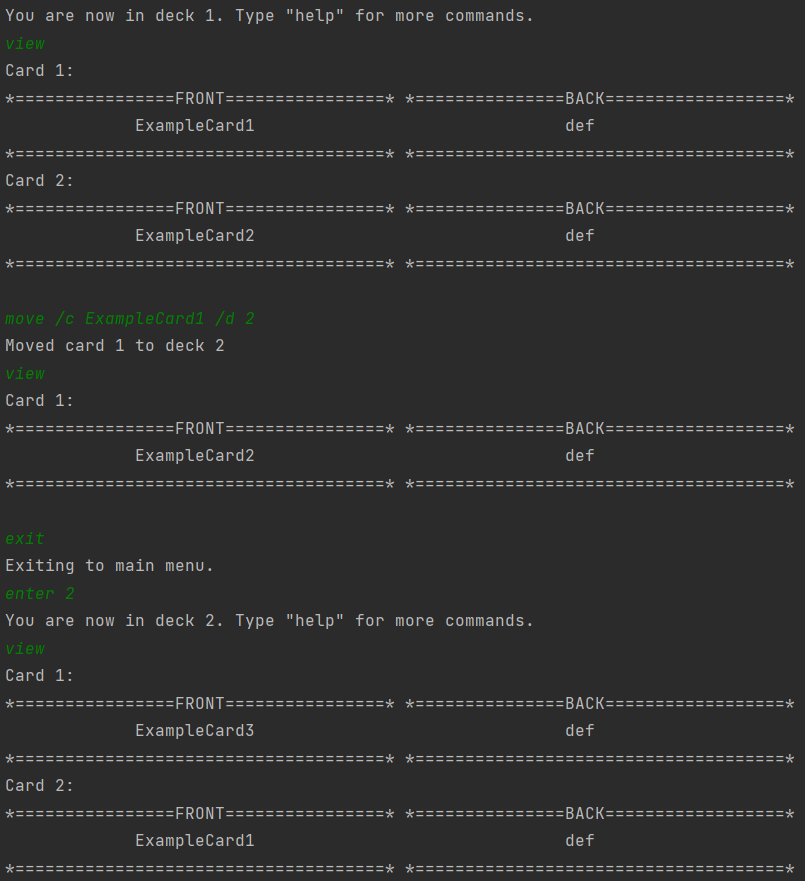 You are now in deck 1. Type "help" for more commands.
view
Card 1:
*================FRONT================* *===============BACK==================*
             ExampleCard1                               def
*=====================================* *=====================================*
Card 2:
*================FRONT================* *===============BACK==================*
             ExampleCard2                               def
*=====================================* *=====================================*
move /c ExampleCard1 /d 2
Moved card 1 to deck 2
view
Card 1:
*================FRONT================* *===============BACK==================*
             ExampleCard2                               def
*=====================================* *=====================================*
exit
Exiting to main menu.
enter 2
You are now in deck 2. Type "help" for more commands.
view
Card 1:
*================FRONT================* *===============BACK==================*
             ExampleCard3                               def
*=====================================* *=====================================*
Card 2:
*================FRONT================* *===============BACK==================*
             ExampleCard1                               def
*=====================================* *=====================================*